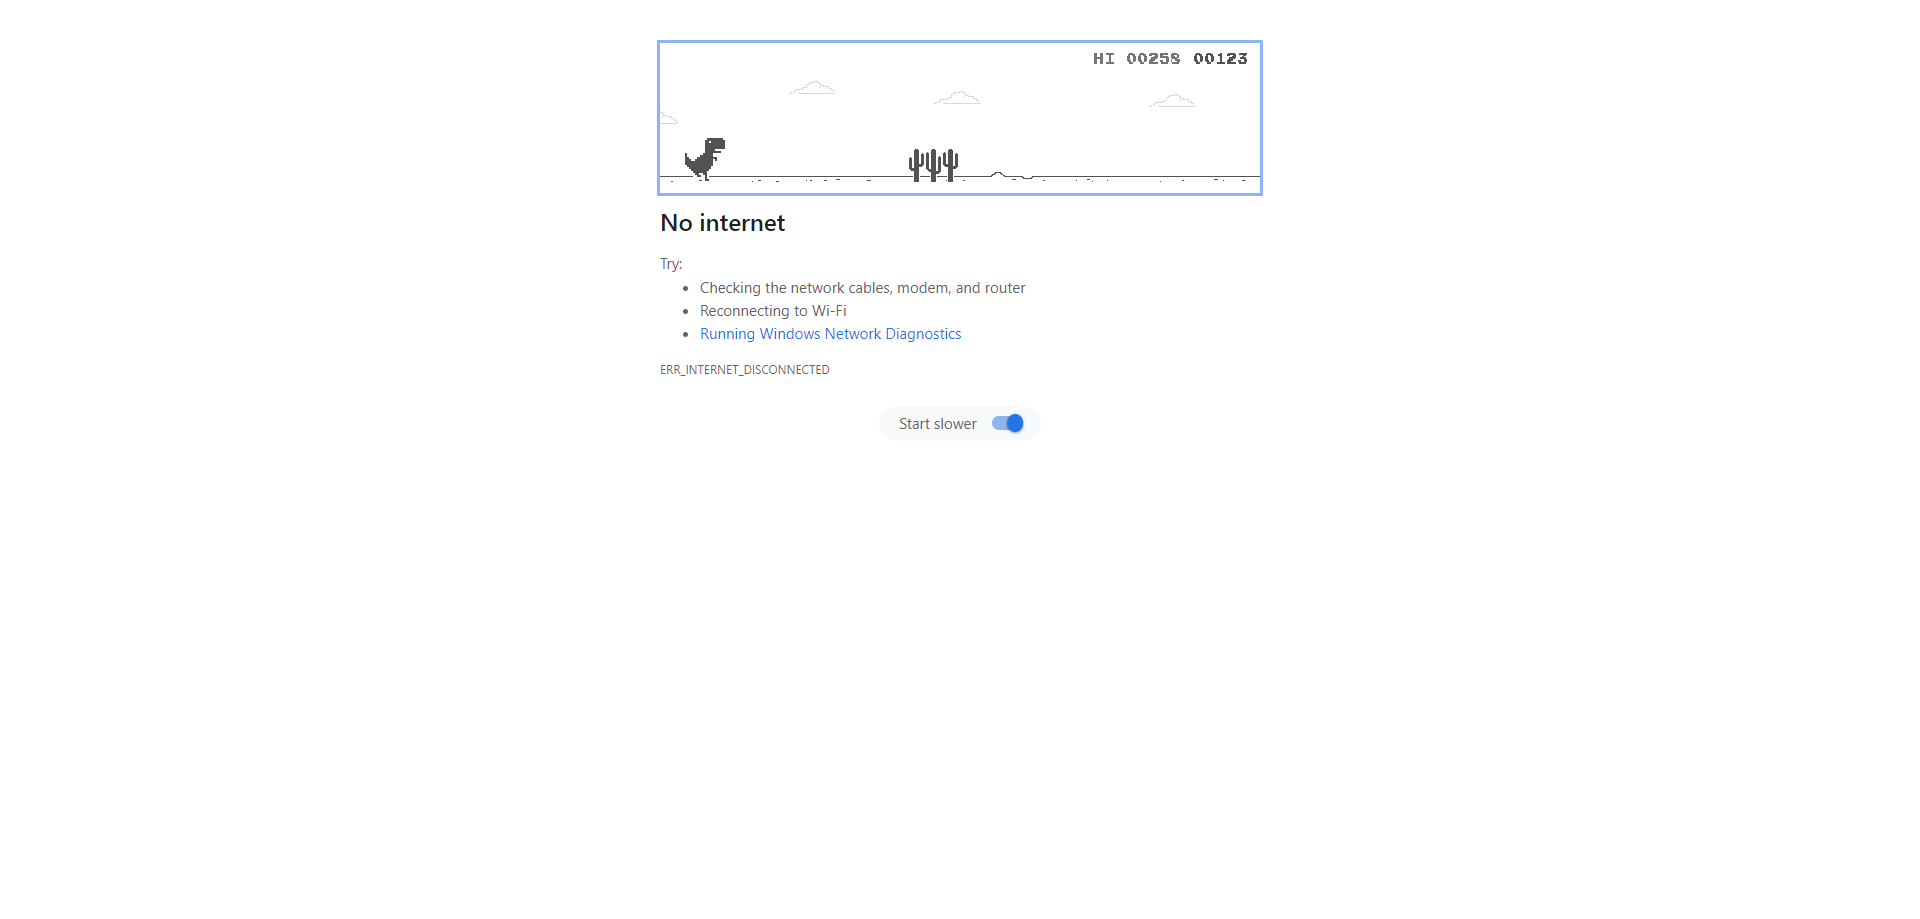 HI 00258 00123
No internet
Try:
Checking the network cables, modem, and router
Reconnecting to Wi-Fi
Running Windows Network Diagnostics
ERR_INTERNET_DISCONNECTED
Start slower